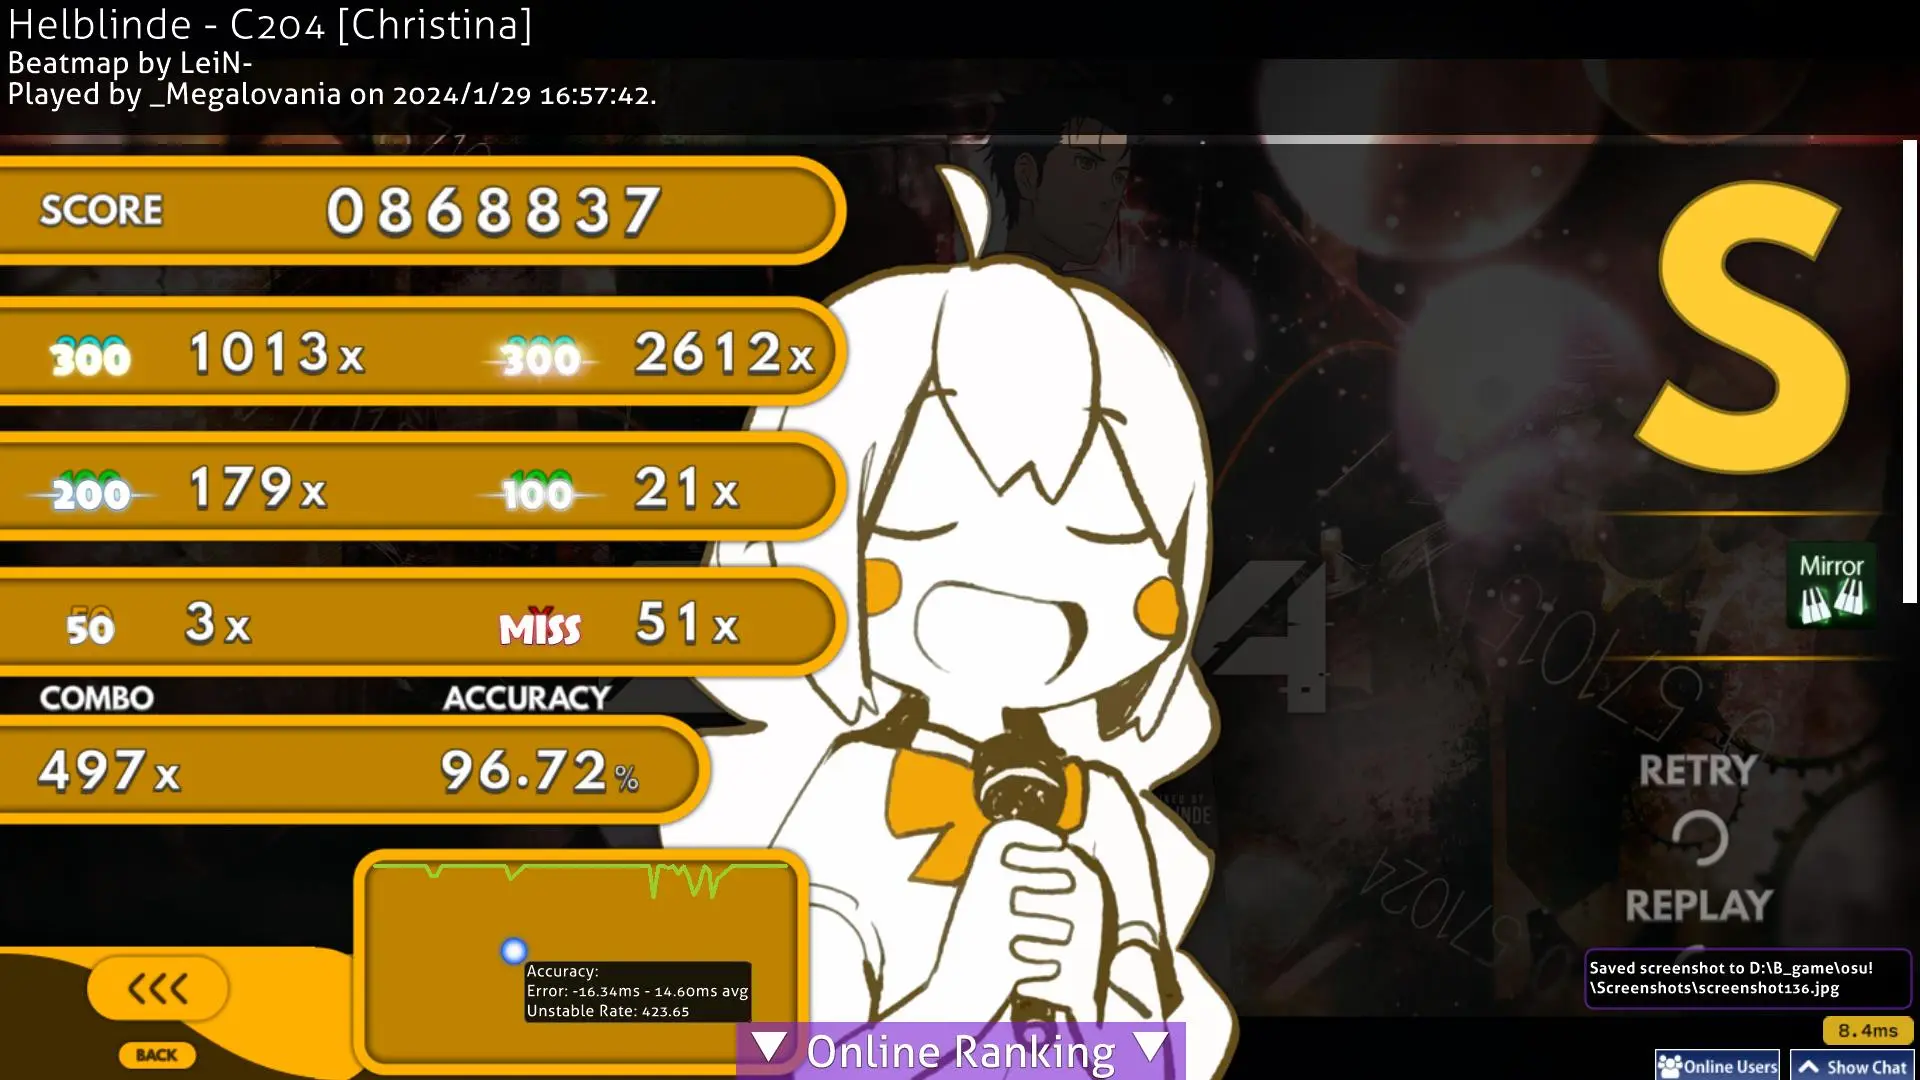 Helblinde - C204 [Christina]
Beatmap by LeiN-
Played by _Megalovania on 2024/1/29 16:57:42.
SCORE 0868837
300 1013x 300 2612x
200 179x 100 21x
50 3x MISS 51x
COMBO ACCURACY
497x 96.72%
Mirror
RETRY
REPLAY
Accuracy:
Error: -16.34ms - 14.60ms avg
Unstable Rate: 423.65
Saved screenshot to D:\B_game\osu!
\Screenshots\screenshot136.jpg
<<<
BACK
▼ Online Ranking ▼
8.4ms
Online Users
Show Chat
S
4
571024